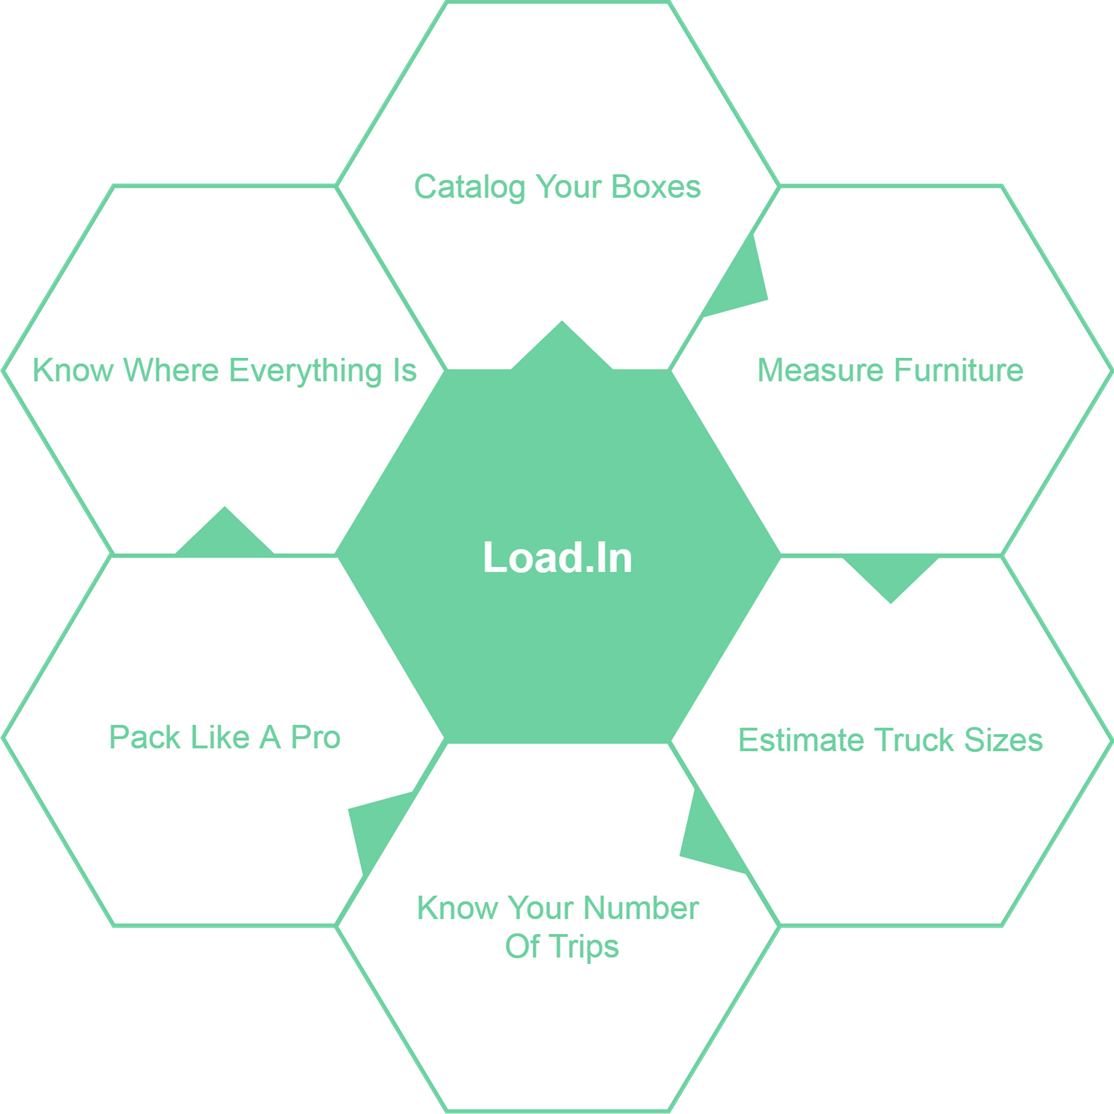 Catalog Your Boxes
Know Where Everything Is
Measure Furniture
Load.In
Pack Like A Pro
Estimate Truck Sizes
Know Your Number
Of Trips